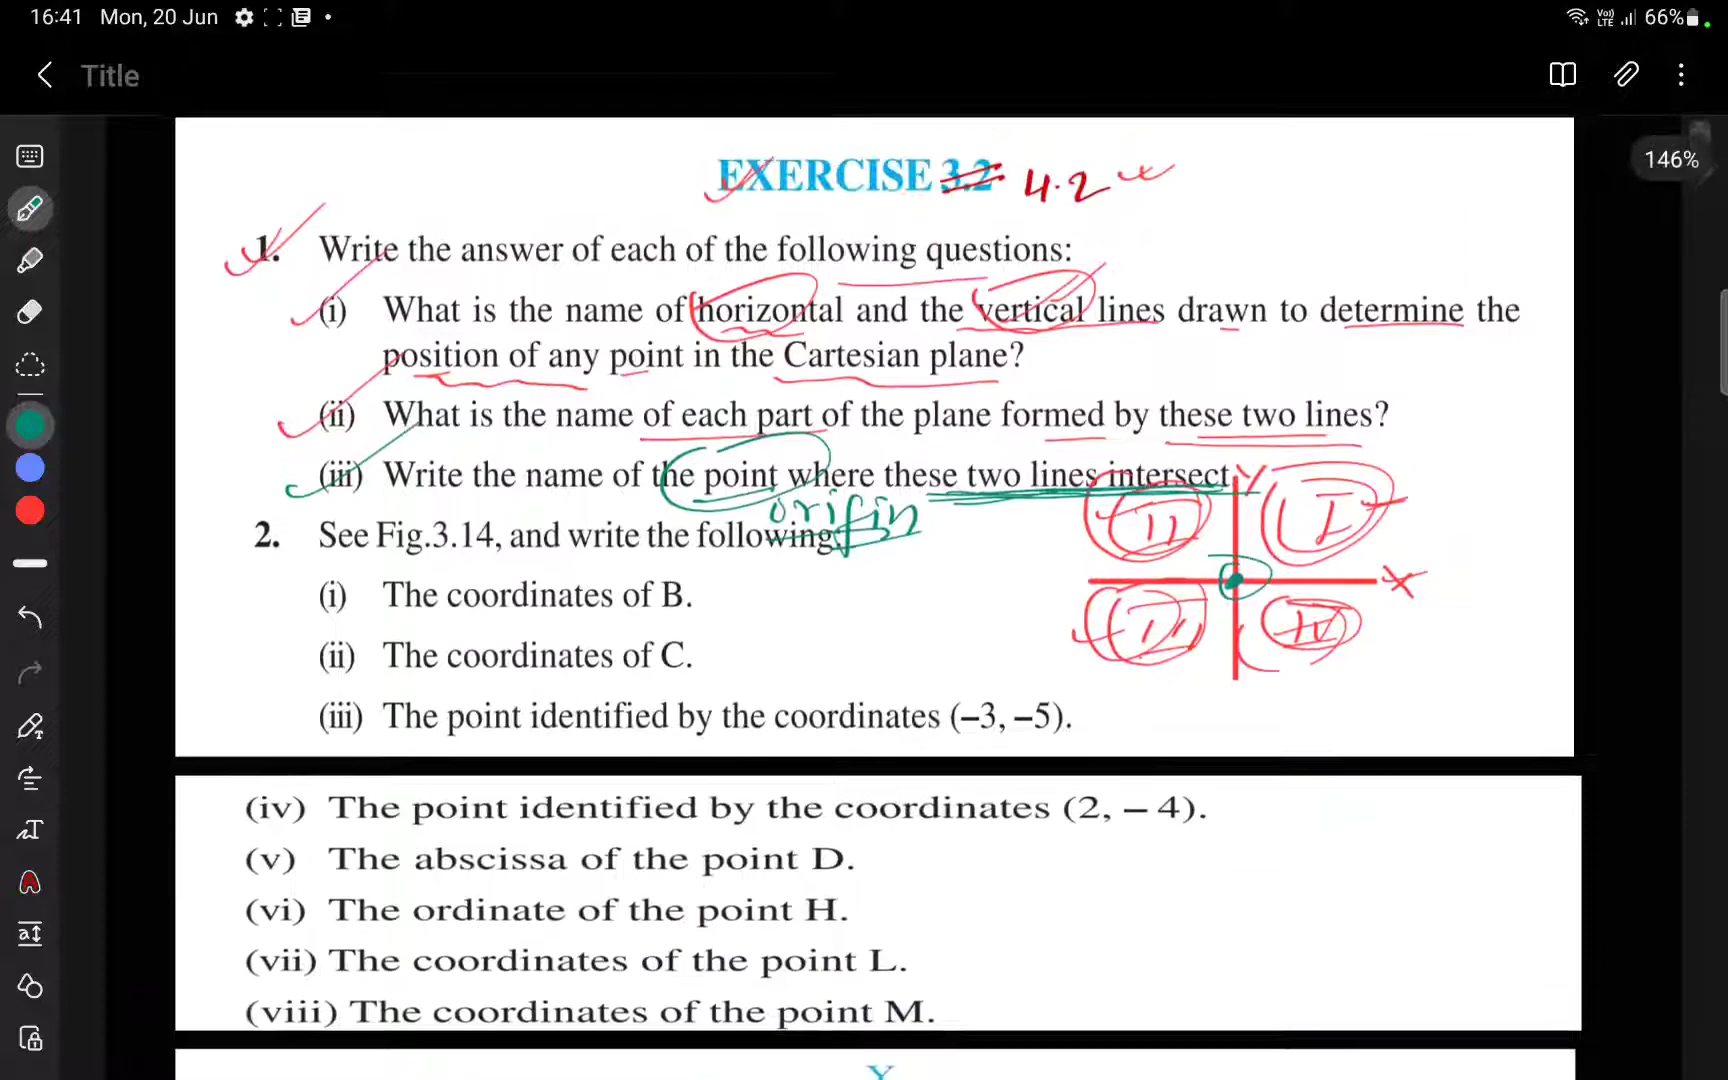 16:41 Mon, 20 Jun
66%
Title
146%
EXERCISE 3.2 4.2
1. Write the answer of each of the following questions:
(i) What is the name of horizontal and the vertical lines drawn to determine the
position of any point in the Cartesian plane?
(ii) What is the name of each part of the plane formed by these two lines?
(iii) Write the name of the point where these two lines intersect.
Y
origin
II I
2. See Fig.3.14, and write the following:
X
(i) The coordinates of B.
III IV
(ii) The coordinates of C.
(iii) The point identified by the coordinates (–3, –5).
(iv) The point identified by the coordinates (2, – 4).
(v) The abscissa of the point D.
(vi) The ordinate of the point H.
(vii) The coordinates of the point L.
(viii) The coordinates of the point M.
Y